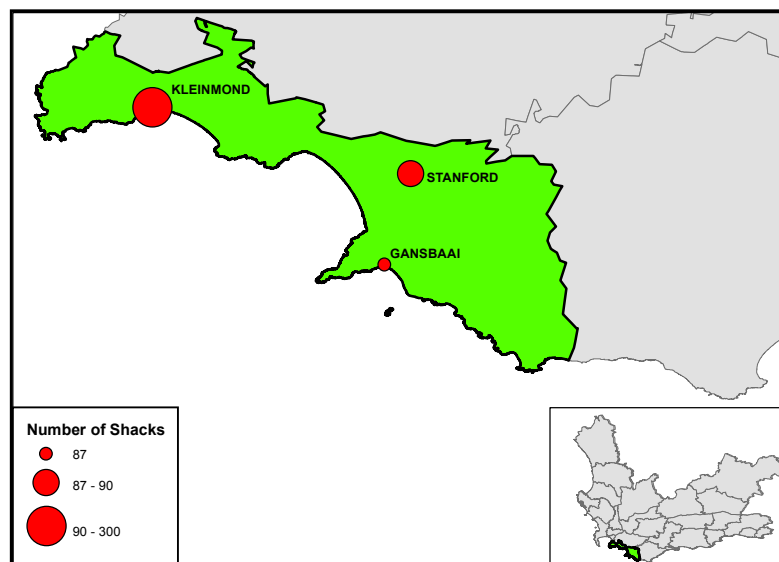 KLEINMOND
STANFORD
GANSBAAI
Number of Shacks
87
87 - 90
90 - 300